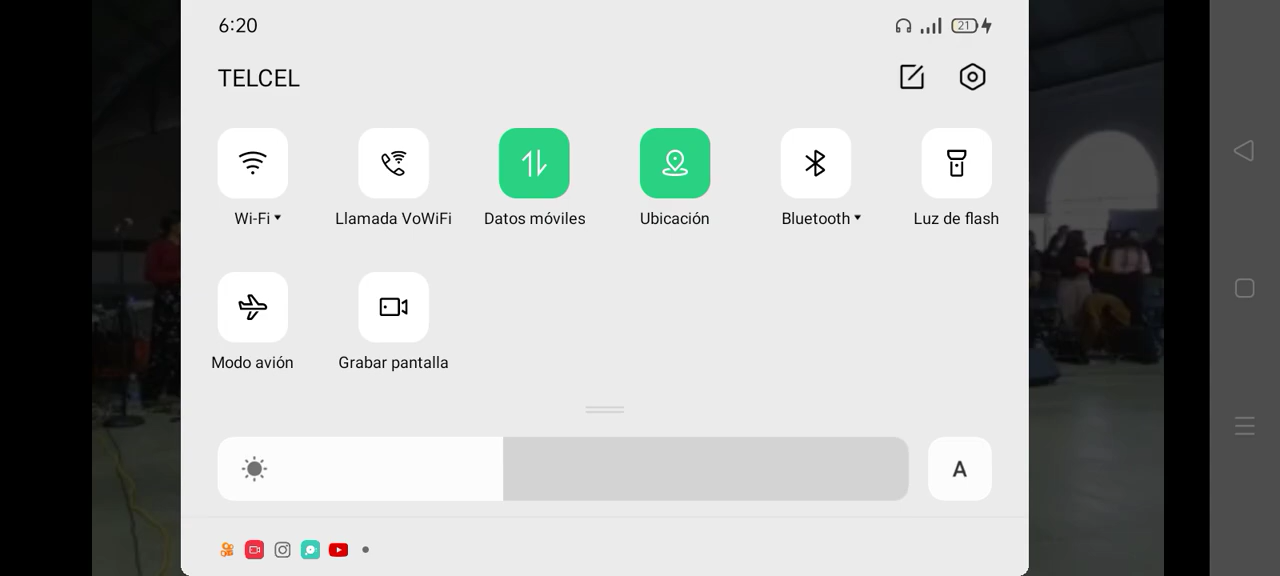 6:20
21
TELCEL
Wi-Fi
Llamada VoWiFi
Datos móviles
Ubicación
Bluetooth
Luz de flash
Modo avión
Grabar pantalla
A